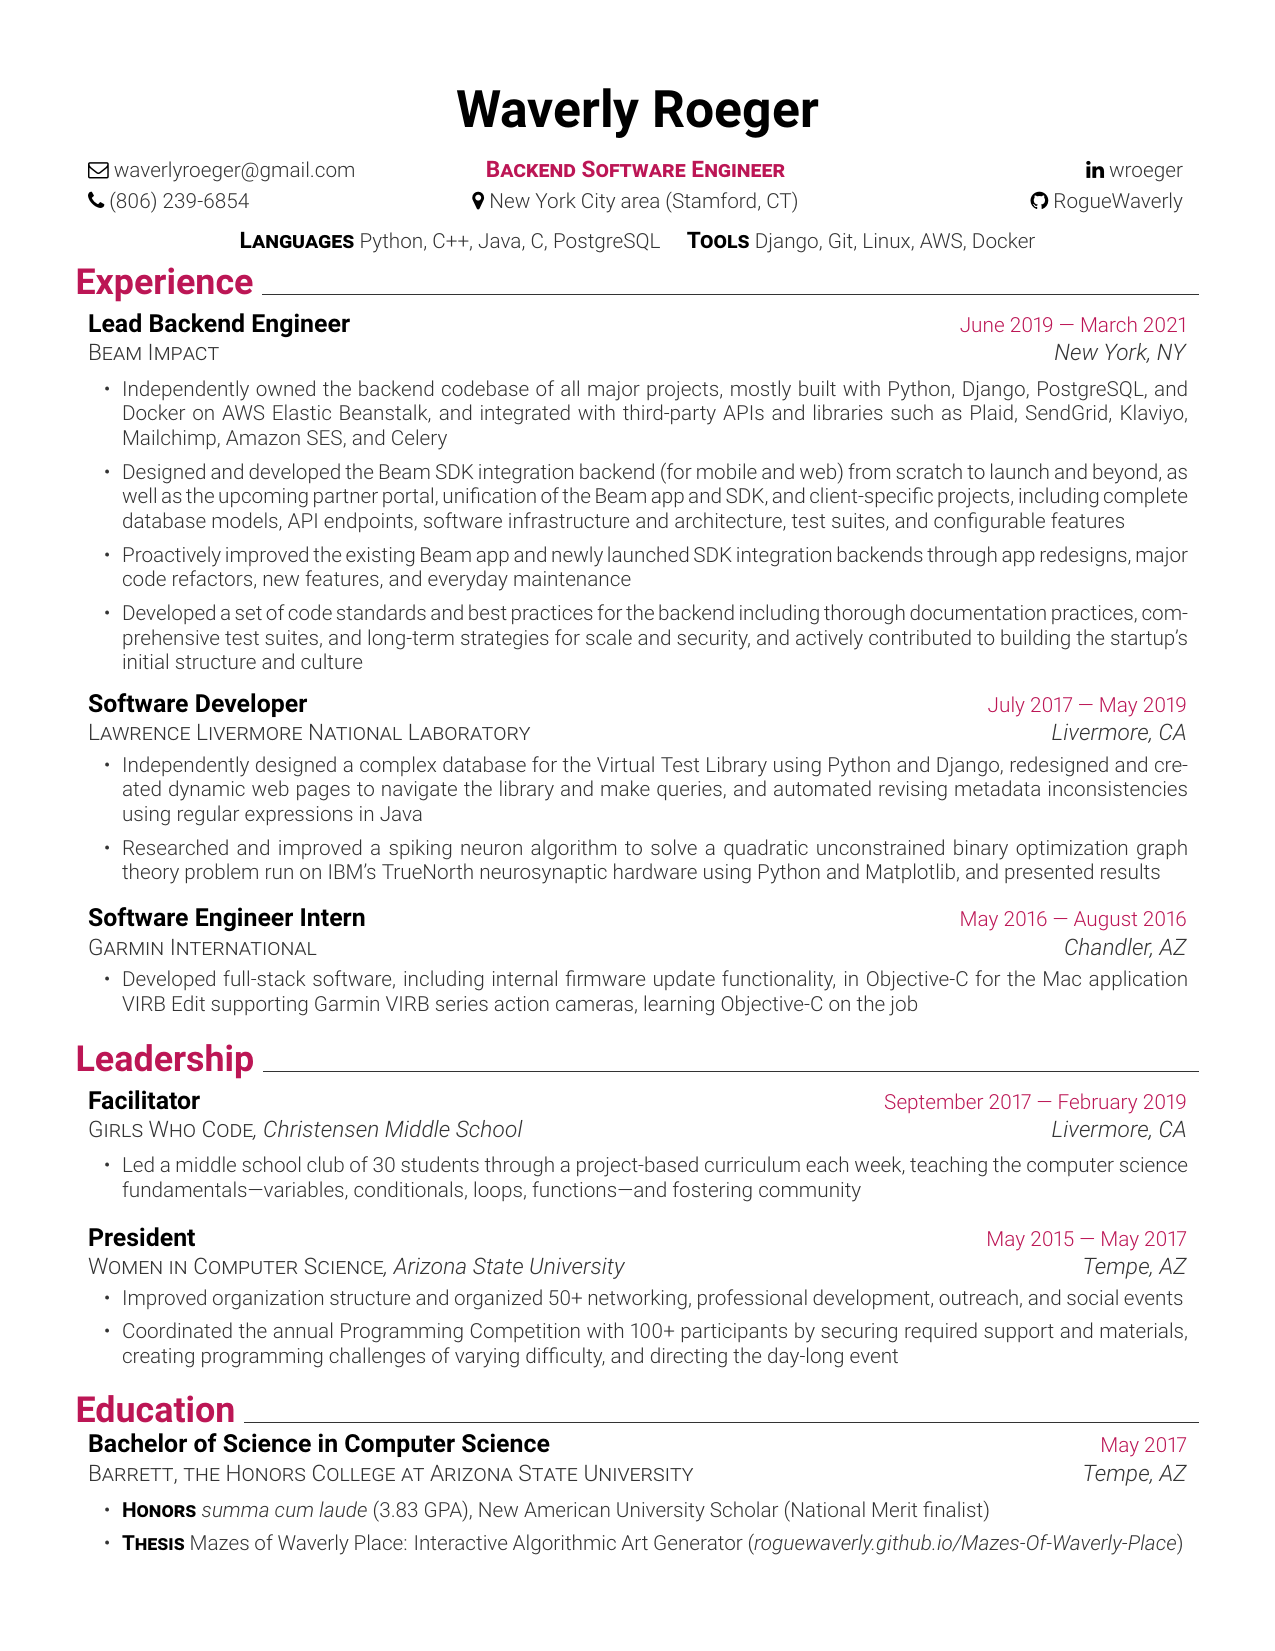 Waverly Roeger
waverlyroeger@gmail.com Backend Software Engineer wroeger
(806) 239-6854 New York City area (Stamford, CT) RogueWaverly
Languages Python, C++, Java, C, PostgreSQL Tools Django, Git, Linux, AWS, Docker
Experience
Lead Backend Engineer June 2019 — March 2021
Beam Impact New York, NY
• Independently owned the backend codebase of all major projects, mostly built with Python, Django, PostgreSQL, and
Docker on AWS Elastic Beanstalk, and integrated with third-party APIs and libraries such as Plaid, SendGrid, Klaviyo,
Mailchimp, Amazon SES, and Celery
• Designed and developed the Beam SDK integration backend (for mobile and web) from scratch to launch and beyond, as
well as the upcoming partner portal, unification of the Beam app and SDK, and client-specific projects, including complete
database models, API endpoints, software infrastructure and architecture, test suites, and configurable features
• Proactively improved the existing Beam app and newly launched SDK integration backends through app redesigns, major
code refactors, new features, and everyday maintenance
• Developed a set of code standards and best practices for the backend including thorough documentation practices, com-
prehensive test suites, and long-term strategies for scale and security, and actively contributed to building the startup's
initial structure and culture
Software Developer July 2017 — May 2019
Lawrence Livermore National Laboratory Livermore, CA
• Independently designed a complex database for the Virtual Test Library using Python and Django, redesigned and cre-
ated dynamic web pages to navigate the library and make queries, and automated revising metadata inconsistencies
using regular expressions in Java
• Researched and improved a spiking neuron algorithm to solve a quadratic unconstrained binary optimization graph
theory problem run on IBM's TrueNorth neurosynaptic hardware using Python and Matplotlib, and presented results
Software Engineer Intern May 2016 — August 2016
Garmin International Chandler, AZ
• Developed full-stack software, including internal firmware update functionality, in Objective-C for the Mac application
VIRB Edit supporting Garmin VIRB series action cameras, learning Objective-C on the job
Leadership
Facilitator September 2017 — February 2019
Girls Who Code, Christensen Middle School Livermore, CA
• Led a middle school club of 30 students through a project-based curriculum each week, teaching the computer science
fundamentals—variables, conditionals, loops, functions—and fostering community
President May 2015 — May 2017
Women in Computer Science, Arizona State University Tempe, AZ
• Improved organization structure and organized 50+ networking, professional development, outreach, and social events
• Coordinated the annual Programming Competition with 100+ participants by securing required support and materials,
creating programming challenges of varying difficulty, and directing the day-long event
Education
Bachelor of Science in Computer Science May 2017
Barrett, the Honors College at Arizona State University Tempe, AZ
• Honors summa cum laude (3.83 GPA), New American University Scholar (National Merit finalist)
• Thesis Mazes of Waverly Place: Interactive Algorithmic Art Generator (roguewaverly.github.io/Mazes-Of-Waverly-Place)